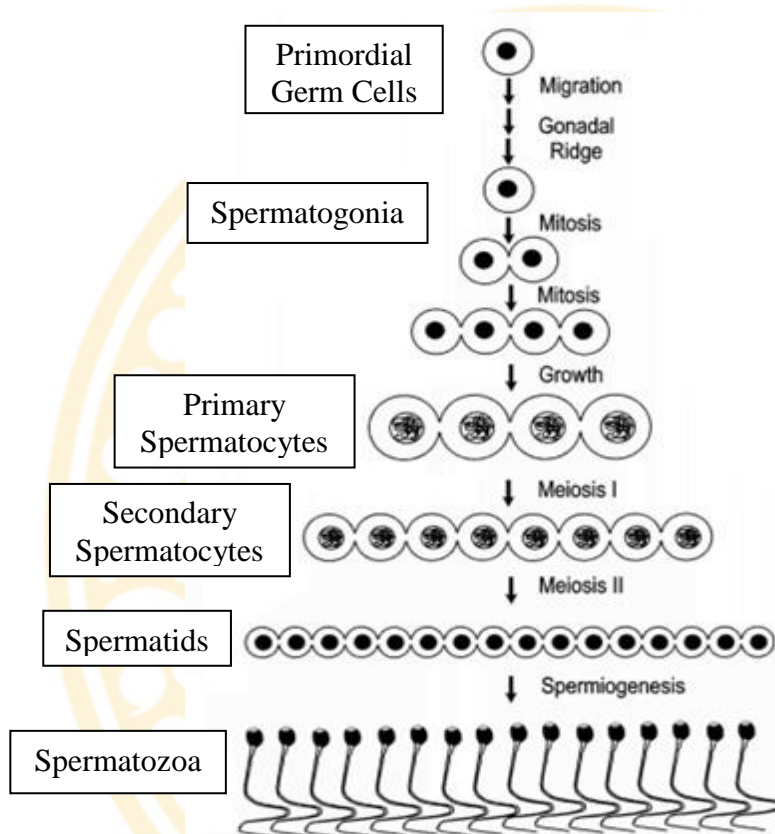 Primordial
Germ Cells
Migration
Gonadal
Ridge
Spermatogonia
Mitosis
Mitosis
Growth
Primary
Spermatocytes
Meiosis I
Secondary
Spermatocytes
Meiosis II
Spermatids
Spermiogenesis
Spermatozoa